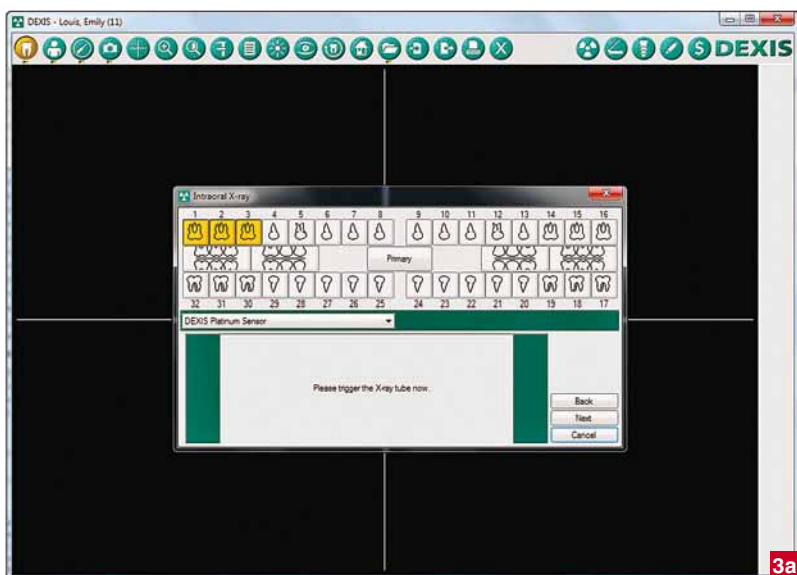 DEXIS - Louis, Emily (11)
DEXIS
Intraoral X-ray
1 2 3 4 5 6 7 8 9 10 11 12 13 14 15 16
Primary
32 31 30 29 28 27 26 25 24 23 22 21 20 19 18 17
DEXIS Platinum Sensor
Please trigger the X-ray tube now.
Back
Next
Cancel
3a